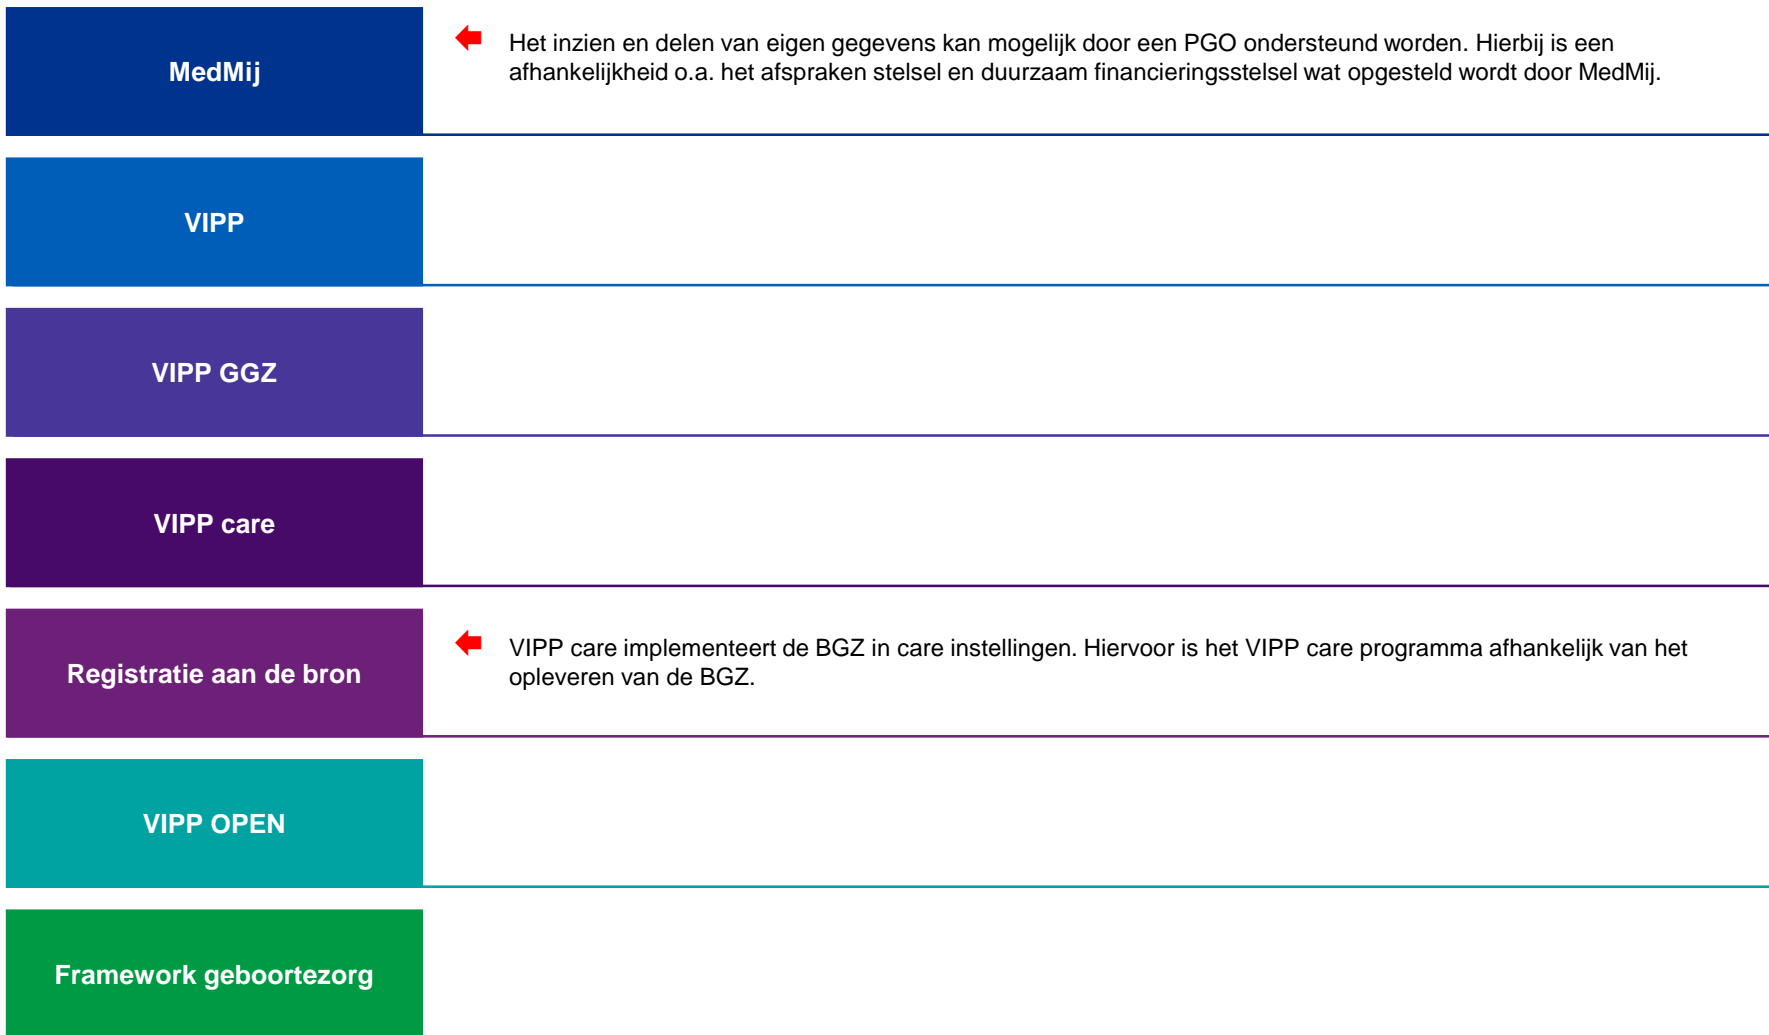 MedMij
Het inzien en delen van eigen gegevens kan mogelijk door een PGO ondersteund worden. Hierbij is een
afhankelijkheid o.a. het afspraken stelsel en duurzaam financieringsstelsel wat opgesteld wordt door MedMij.
VIPP
VIPP GGZ
VIPP care
Registratie aan de bron
VIPP care implementeert de BGZ in care instellingen. Hiervoor is het VIPP care programma afhankelijk van het
opleveren van de BGZ.
VIPP OPEN
Framework geboortezorg